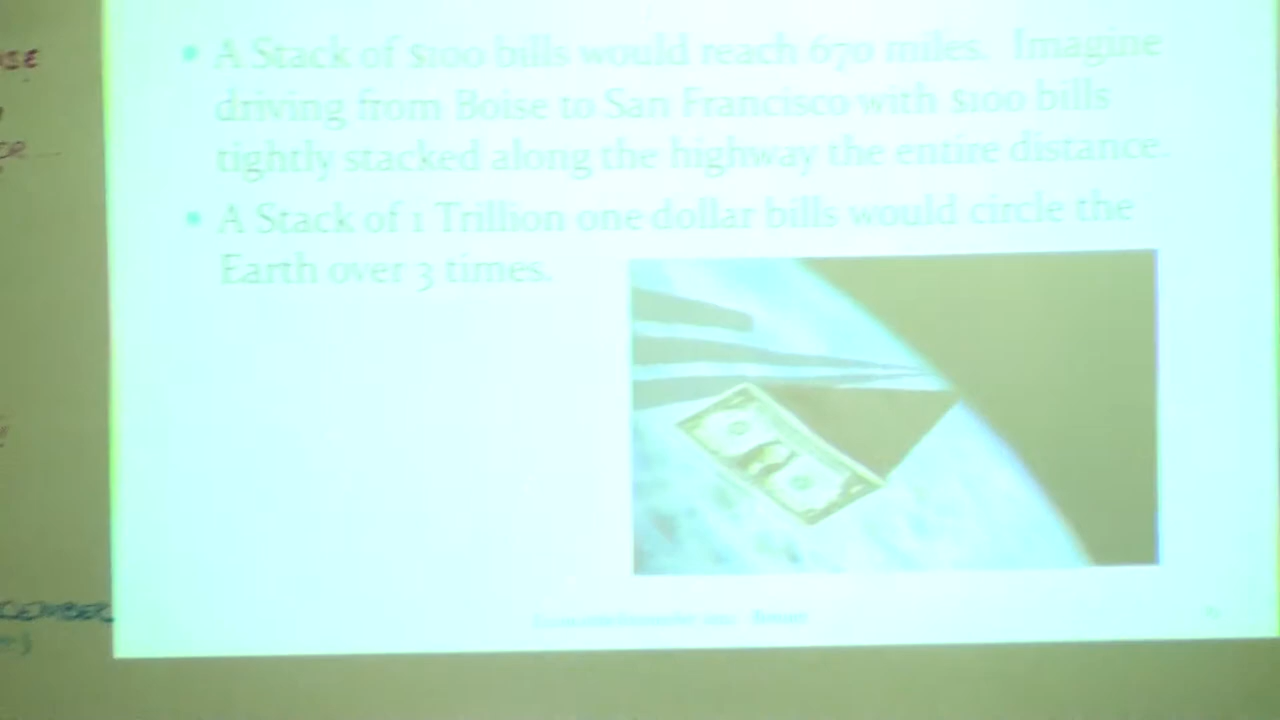 • A Stack of $100 bills would reach 670 miles. Imagine
driving from Boise to San Francisco with $100 bills
tightly stacked along the highway the entire distance.
• A Stack of 1 Trillion one dollar bills would circle the
Earth over 3 times.